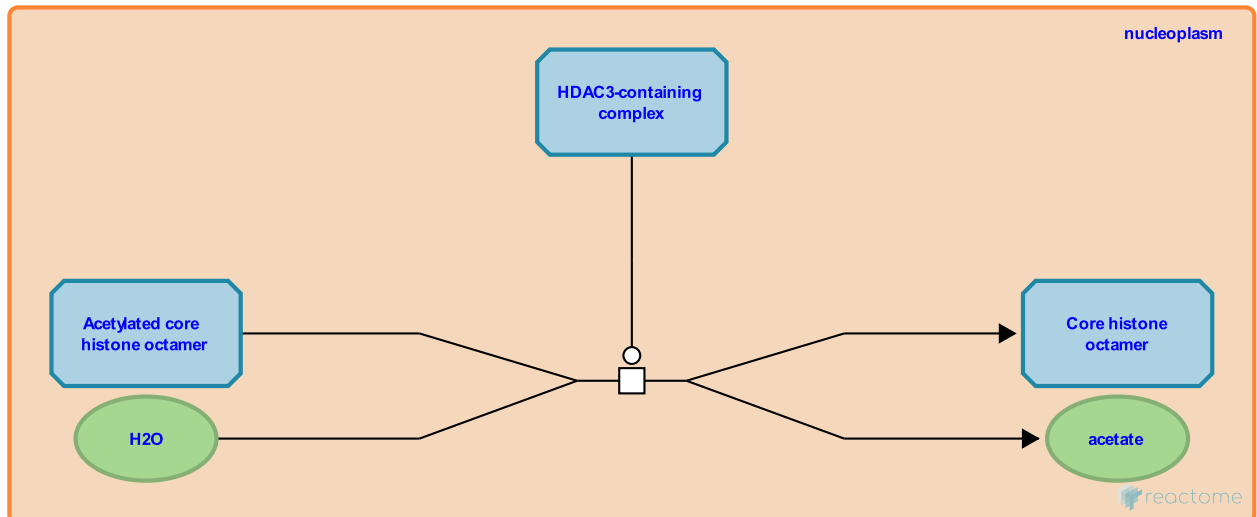 nucleoplasm
HDAC3-containing
complex
Acetylated core
histone octamer
Core histone
octamer
H2O
acetate
reactome